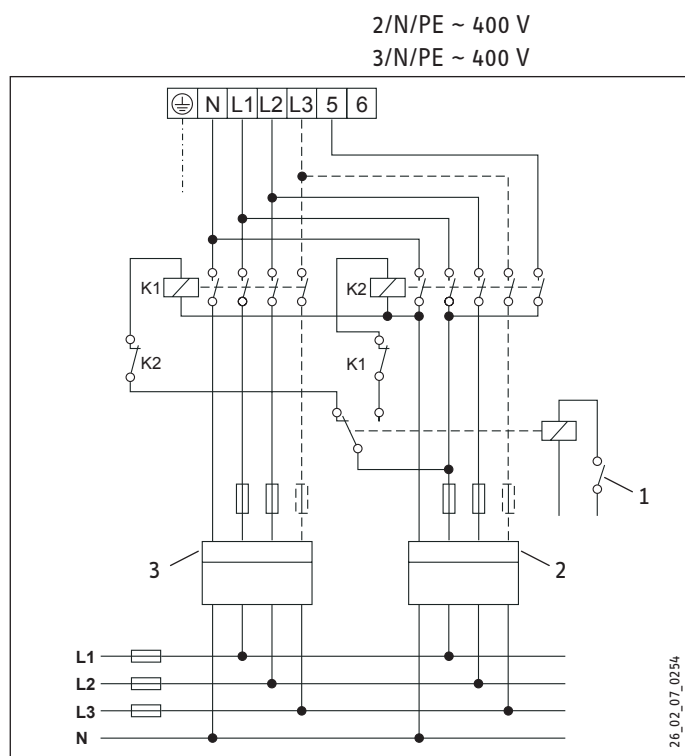 2/N/PE ~ 400 V
3/N/PE ~ 400 V
N L1 L2 L3 5 6
K1
K2
K2
K1
1
3
2
L1
L2
L3
N
26_02_07_0254